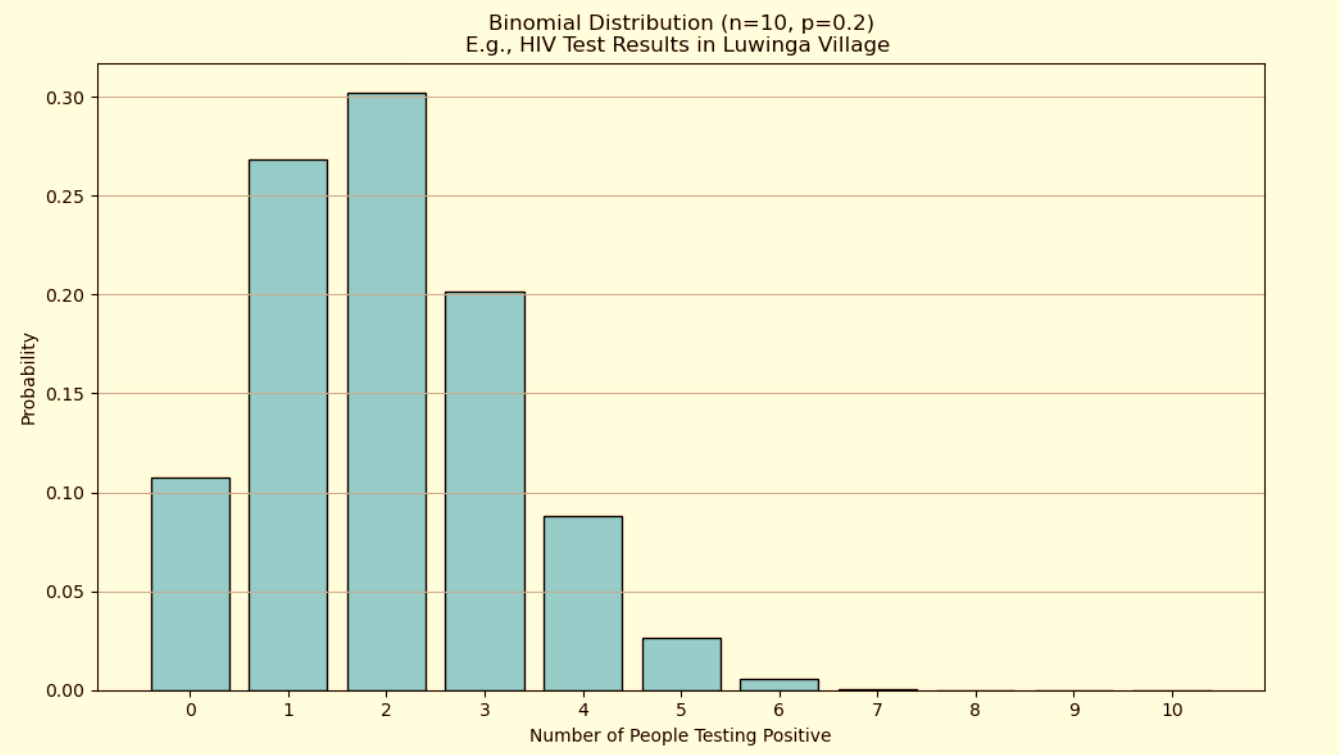 Binomial Distribution (n=10, p=0.2)
E.g., HIV Test Results in Luwinga Village
Probability
0.30
0.25
0.20
0.15
0.10
0.05
0.00
0 1 2 3 4 5 6 7 8 9 10
Number of People Testing Positive